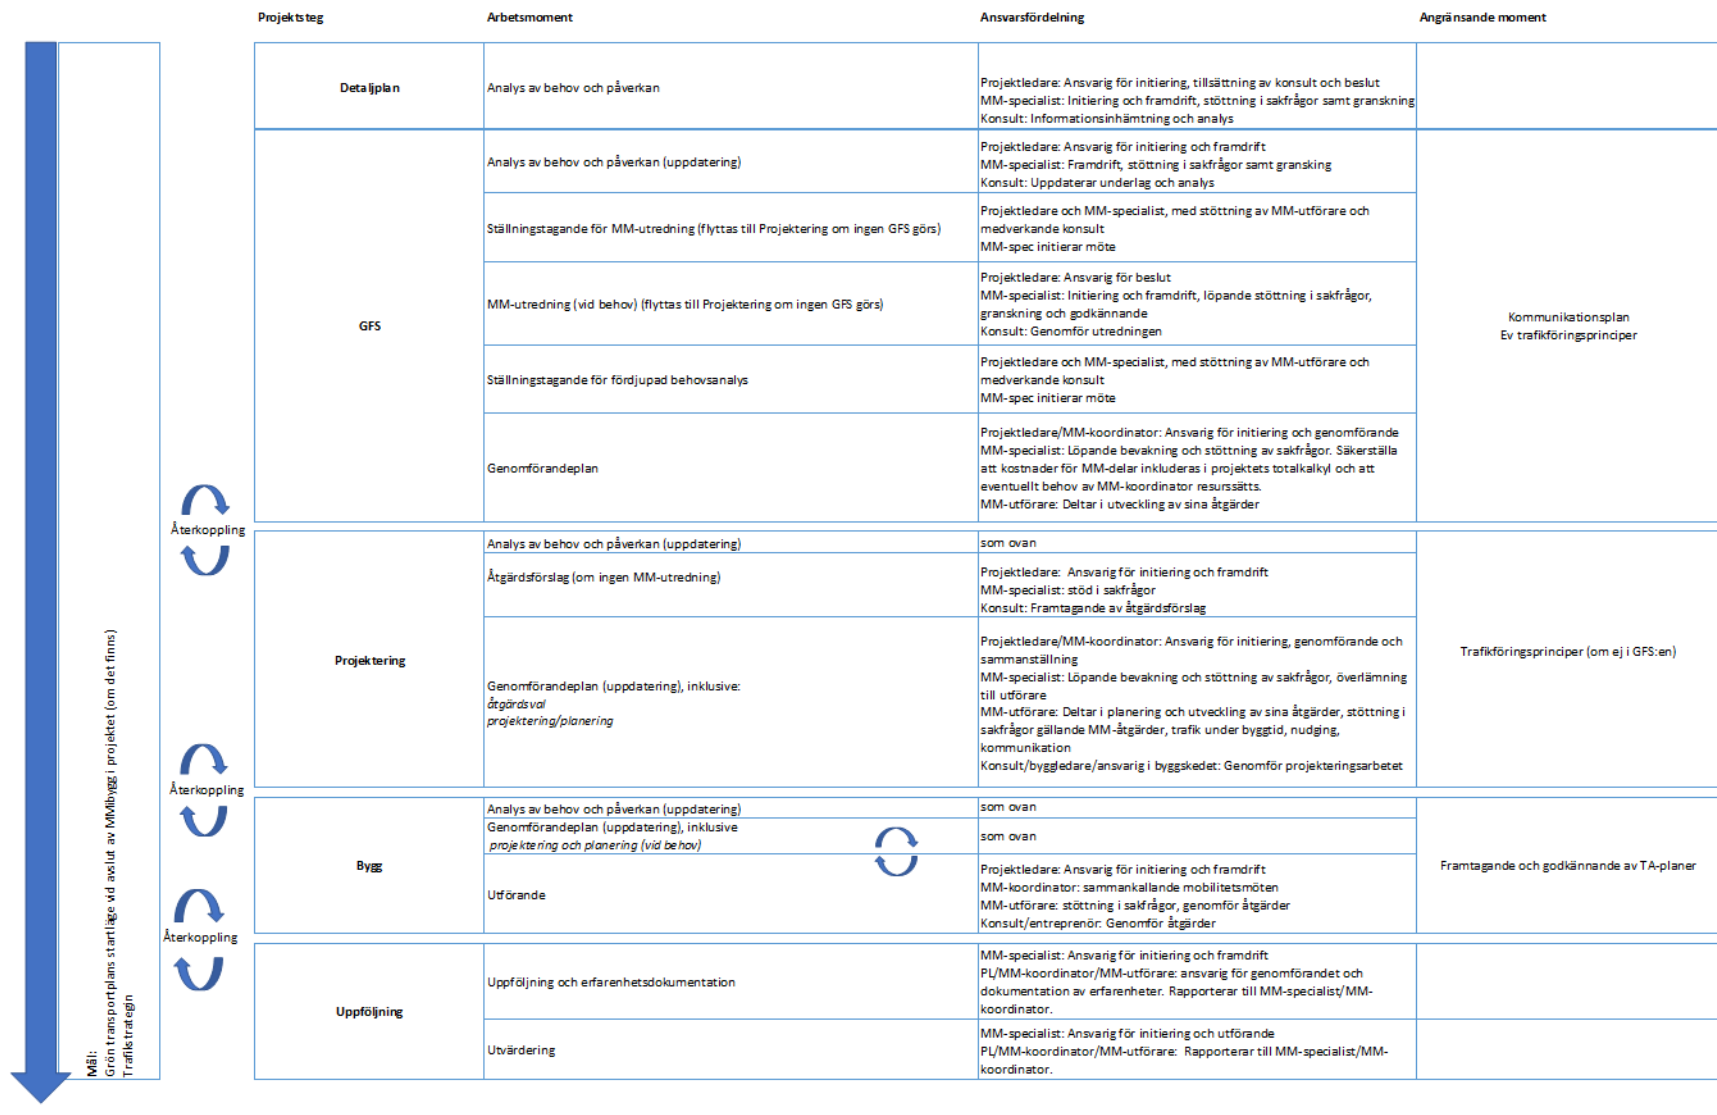 Projektsteg
Arbetsmoment
Ansvarsfördelning
Angränsande moment
Detaljplan
Analys av behov och påverkan
Projektledare: Ansvarig för initiering, tillsättning av konsult och beslut
MM-specialist: Initiering och framdrift, stöttning i sakfrågor samt granskning
Konsult: Informationsinhämtning och analys
GFS
Analys av behov och påverkan (uppdatering)
Projektledare: Ansvarig för initiering och framdrift
MM-specialist: Framdrift, stöttning i sakfrågor samt gransking
Konsult: Uppdaterar underlag och analys
Ställningstagande för MM-utredning (flyttas till Projektering om ingen GFS görs)
Projektledare och MM-specialist, med stöttning av MM-utförare och
medverkande konsult
MM-spec initierar möte
MM-utredning (vid behov) (flyttas till Projektering om ingen GFS görs)
Projektledare: Ansvarig för beslut
MM-specialist: Initiering och framdrift, löpande stöttning i sakfrågor,
granskning och godkännande
Konsult: Genomför utredningen
Ställningstagande för fördjupad behovsanalys
Projektledare och MM-specialist, med stöttning av MM-utförare och
medverkande konsult
MM-spec initierar möte
Genomförandeplan
Projektledare/MM-koordinator: Ansvarig för initiering och genomförande
MM-specialist: Löpande bevakning och stöttning av sakfrågor. Säkerställa
att kostnader för MM-delar inkluderas i projektets totalkalkyl och att
eventuellt behov av MM-koordinator resurssätts.
MM-utförare: Deltar i utveckling av sina åtgärder
Kommunikationsplan
Ev trafikföringsprinciper
Återkoppling
Projektering
Analys av behov och påverkan (uppdatering)
som ovan
Åtgärdsförslag (om ingen MM-utredning)
Projektledare:  Ansvarig för initiering och framdrift
MM-specialist: stöd i sakfrågor
Konsult: Framtagande av åtgärdsförslag
Genomförandeplan (uppdatering), inklusive:
åtgärdsval
projektering/planering
Projektledare/MM-koordinator: Ansvarig för initiering, genomförande och
sammanställning
MM-specialist: Löpande bevakning och stöttning av sakfrågor, överlämning
till utförare
MM-utförare: Deltar i planering och utveckling av sina åtgärder, stöttning i
sakfrågor gällande MM-åtgärder, trafik under byggtid, nudging,
kommunikation
Konsult/byggledare/ansvarig i byggskedet: Genomför projekteringsarbetet
Trafikföringsprinciper (om ej i GFS:en)
Återkoppling
Bygg
Analys av behov och påverkan (uppdatering)
som ovan
Genomförandeplan (uppdatering), inklusive
projektering och planering (vid behov)
som ovan
Utförande
Projektledare: Ansvarig för initiering och framdrift
MM-koordinator: sammankallande mobilitetsmöten
MM-utförare: stöttning i sakfrågor, genomför åtgärder
Konsult/entreprenör: Genomför åtgärder
Framtagande och godkännande av TA-planer
Återkoppling
Uppföljning
Uppföljning och erfarenhetsdokumentation
MM-specialist: Ansvarig för initiering och framdrift
PL/MM-koordinator/MM-utförare: ansvarig för genomförandet och
dokumentation av erfarenheter. Rapporterar till MM-specialist/MM-
koordinator.
Utvärdering
MM-specialist: Ansvarig för initiering och utförande
PL/MM-koordinator/MM-utförare:  Rapporterar till MM-specialist/MM-
koordinator.
Mål:
Grön transportplans startläge vid avslut av MMibygg i projektet (om det finns)
Trafikstrategin